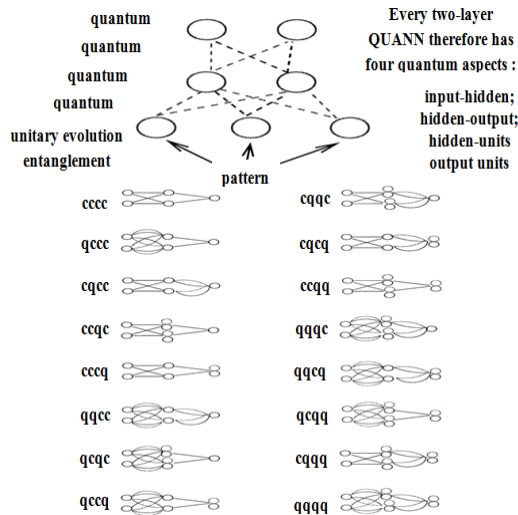 quantum
quantum
quantum
quantum
unitary evolution
entanglement
pattern
Every two-layer
QUANN therefore has
four quantum aspects :
input-hidden;
hidden-output;
hidden-units
output units
cccc
qccc
cqcc
ccqc
cccq
qqcc
qcqc
qccq
cqqc
cqcq
ccqq
qqqc
qqcq
qcqq
cqqq
qqqq